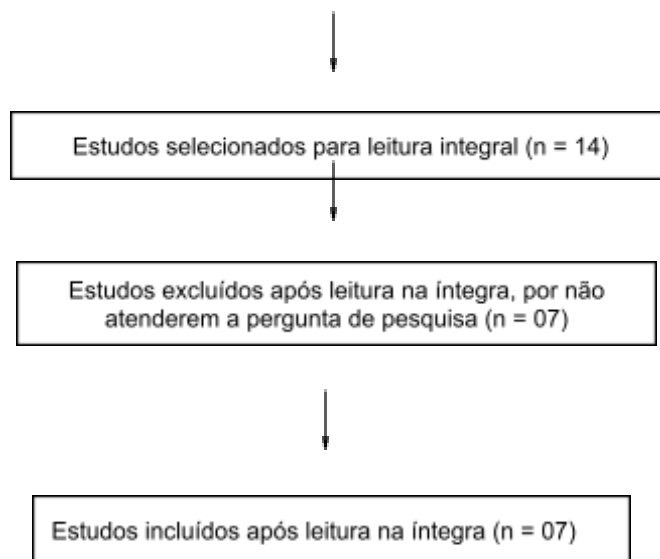 Estudos selecionados para leitura integral (n = 14)
Estudos excluídos após leitura na íntegra, por não
atenderem a pergunta de pesquisa (n = 07)
Estudos incluídos após leitura na íntegra (n = 07)